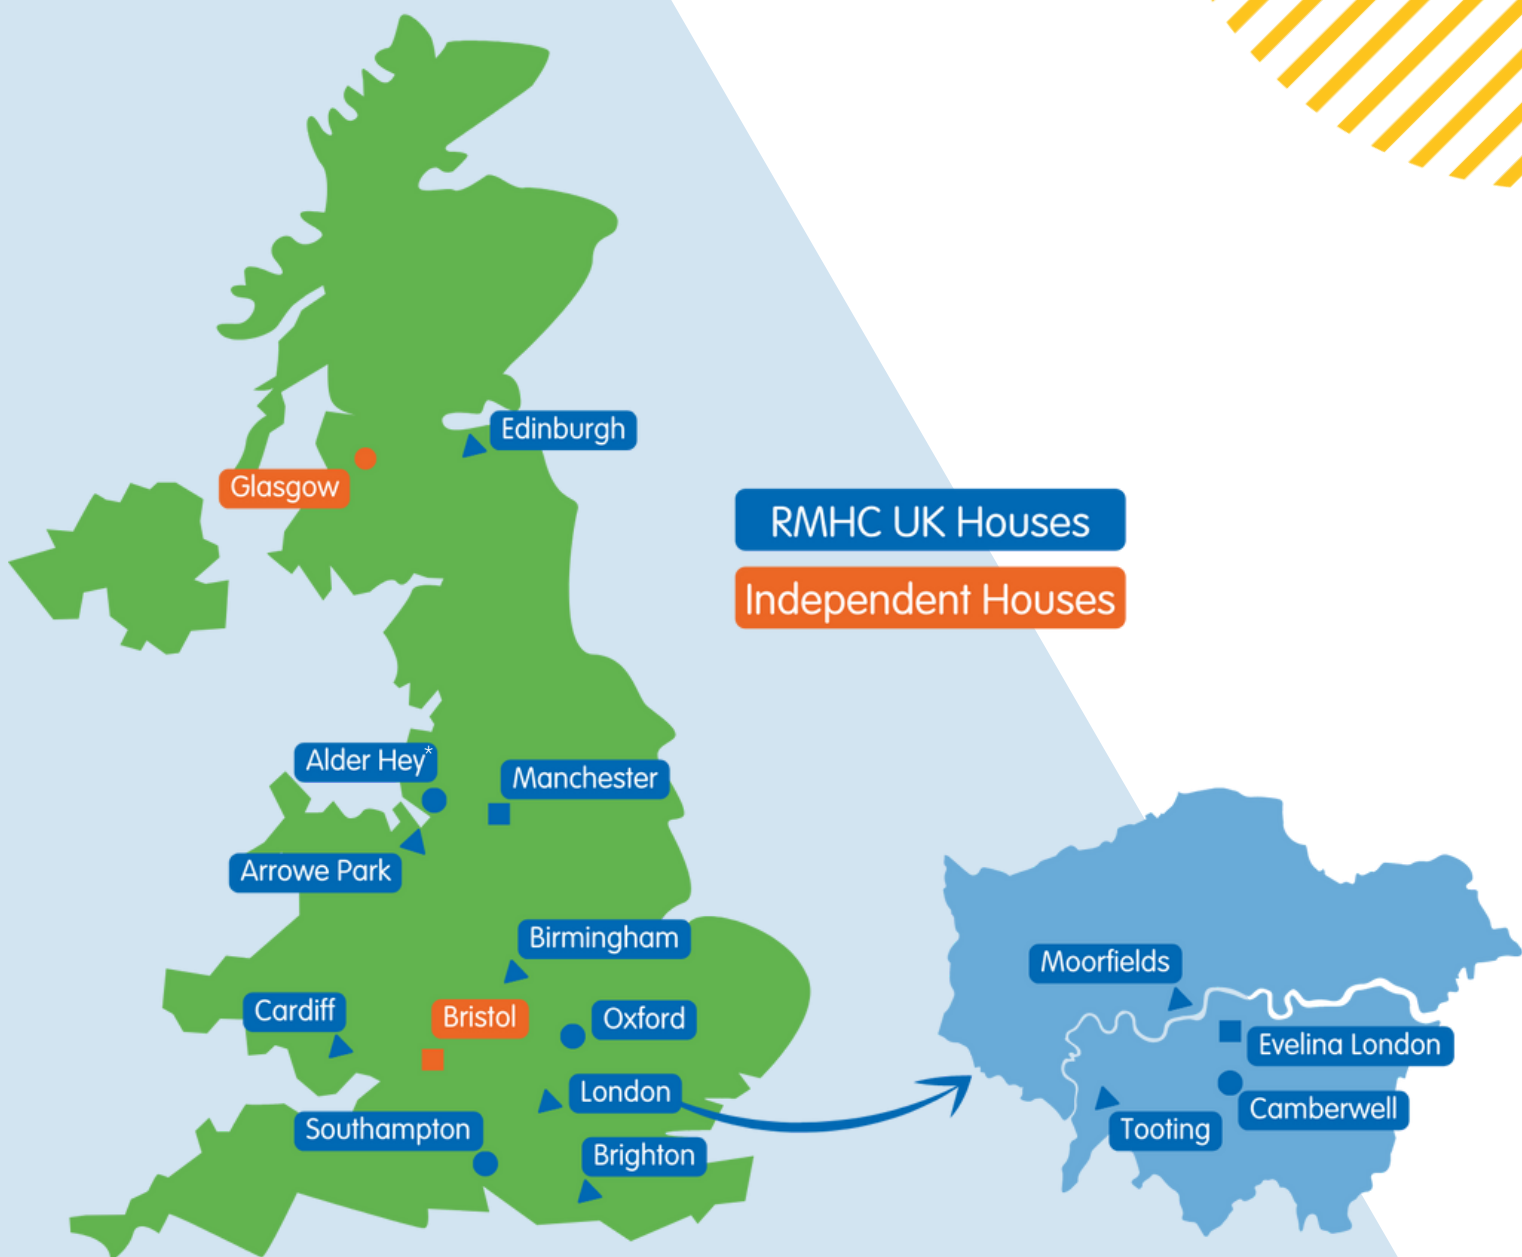 Edinburgh
Glasgow
RMHC UK Houses
Independent Houses
Alder Hey*
Manchester
Arrowe Park
Birmingham
Cardiff
Bristol
Oxford
London
Southampton
Brighton
Moorfields
Evelina London
Camberwell
Tooting